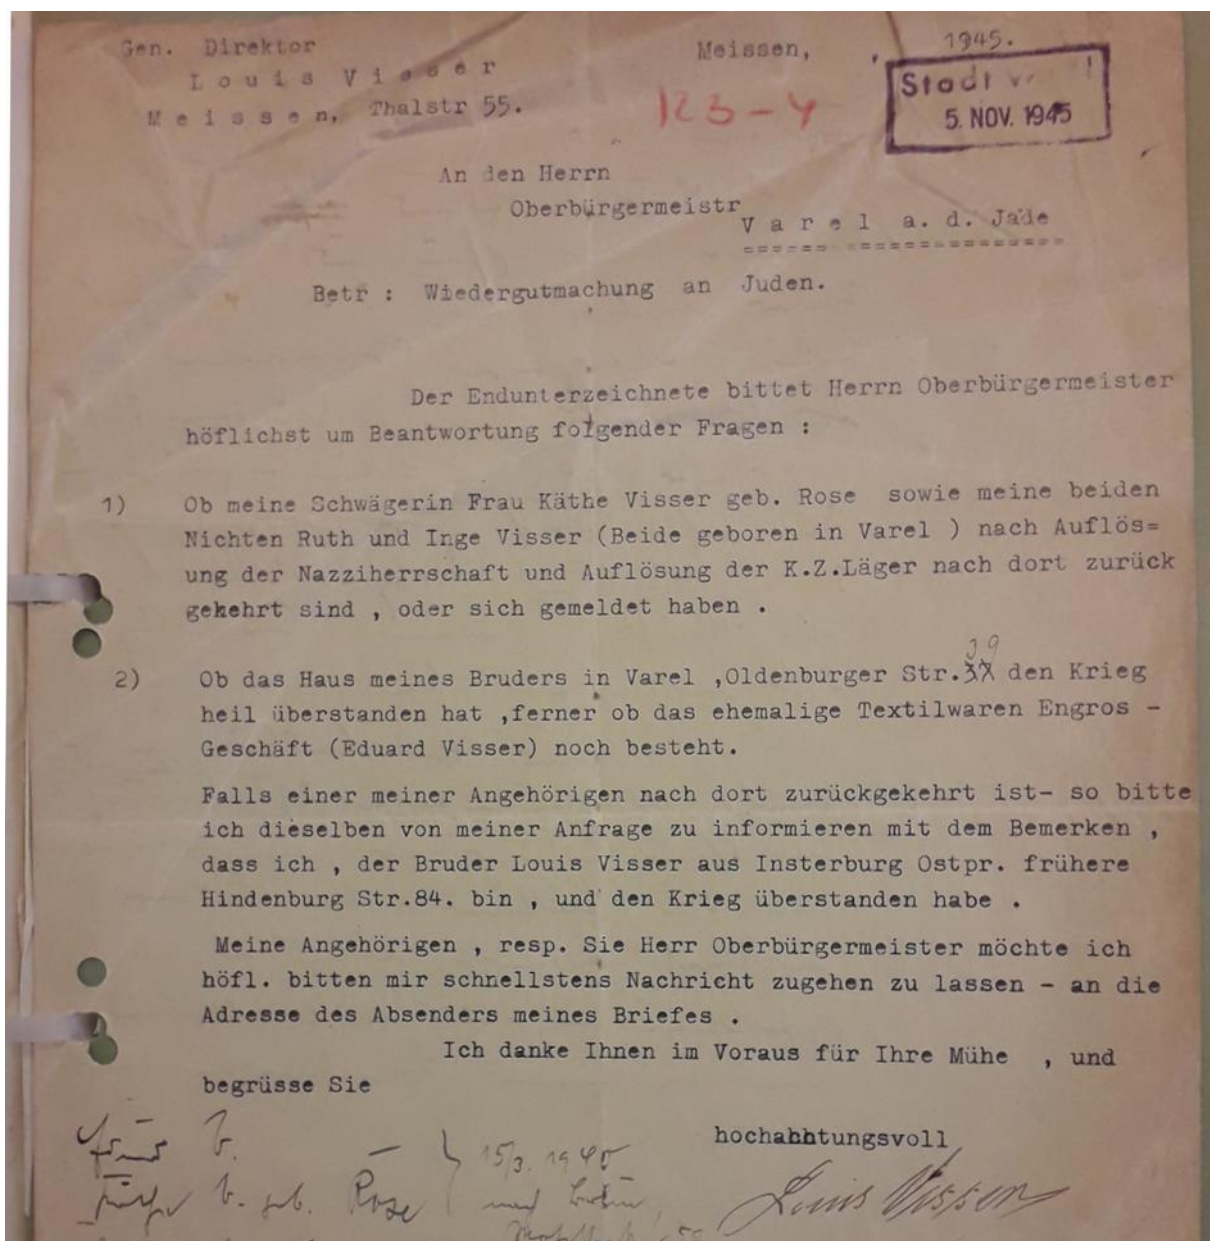 Gen. Direktor
Louis Visser
Meissen, Thalstr 55.
Meissen, 1945.
123-4
Stadt
5. NOV. 1945
An den Herrn
Oberbürgermeistr
Varel a. d. Jade
Betr : Wiedergutmachung an Juden.
Der Endunterzeichnete bittet Herrn Oberbürgermeister
höflichst um Beantwortung folgender Fragen :
1) Ob meine Schwägerin Frau Käthe Visser geb. Rose sowie meine beiden
Nichten Ruth und Inge Visser (Beide geboren in Varel ) nach Auflös=
ung der Nazziherrschaft und Auflösung der K.Z.Läger nach dort zurück
gekehrt sind , oder sich gemeldet haben .
39
2) Ob das Haus meines Bruders in Varel ,Oldenburger Str.37 den Krieg
heil überstanden hat ,ferner ob das ehemalige Textilwaren Engros -
Geschäft (Eduard Visser) noch besteht.
Falls einer meiner Angehörigen nach dort zurückgekehrt ist- so bitte
ich dieselben von meiner Anfrage zu informieren mit dem Bemerken ,
dass ich , der Bruder Louis Visser aus Insterburg Ostpr. frühere
Hindenburg Str.84. bin , und den Krieg überstanden habe .
Meine Angehörigen , resp. Sie Herr Oberbürgermeister möchte ich
höfl. bitten mir schnellstens Nachricht zugehen zu lassen - an die
Adresse des Absenders meines Briefes .
Ich danke Ihnen im Voraus für Ihre Mühe , und
begrüsse Sie
hochahhtungsvoll
Louis Visser
V. 15/3. 1940
V. geb. Rose nach